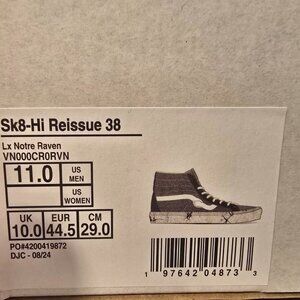 Sk8-Hi Reissue 38
Lx Notre Raven
VN000CR0RVN
11.0 US MEN
US WOMEN
UK EUR CM
10.0 44.5 29.0
PO#4200419872
DJC - 08/24
1 97642 04873 3